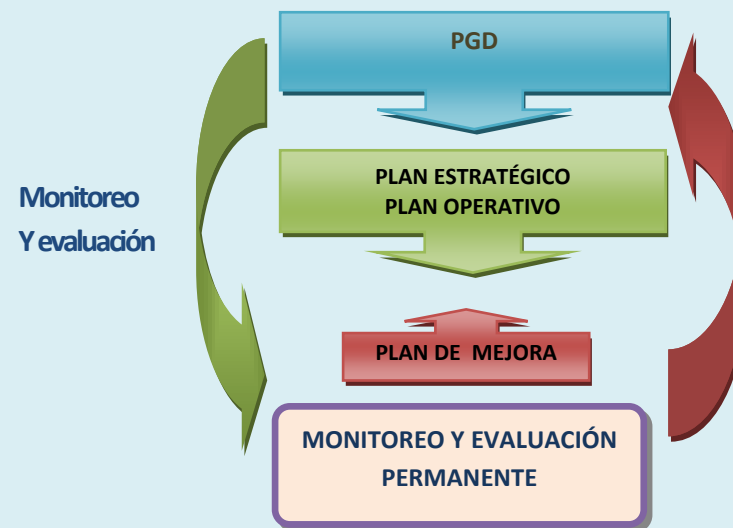 PGD
PLAN ESTRATÉGICO
PLAN OPERATIVO
Monitoreo
Y evaluación
PLAN DE MEJORA
MONITOREO Y EVALUACIÓN
PERMANENTE